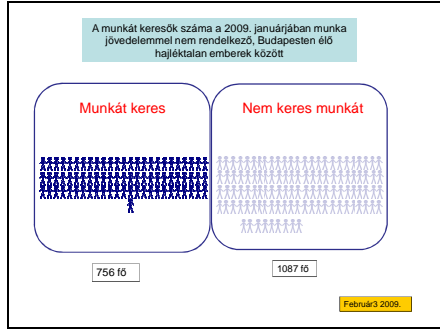 A munkát keresők száma a 2009. januárjában munka
jövedelemmel nem rendelkező, Budapesten élő
hajléktalan emberek között
Munkát keres
Nem keres munkát
756 fő
1087 fő
Február3 2009.